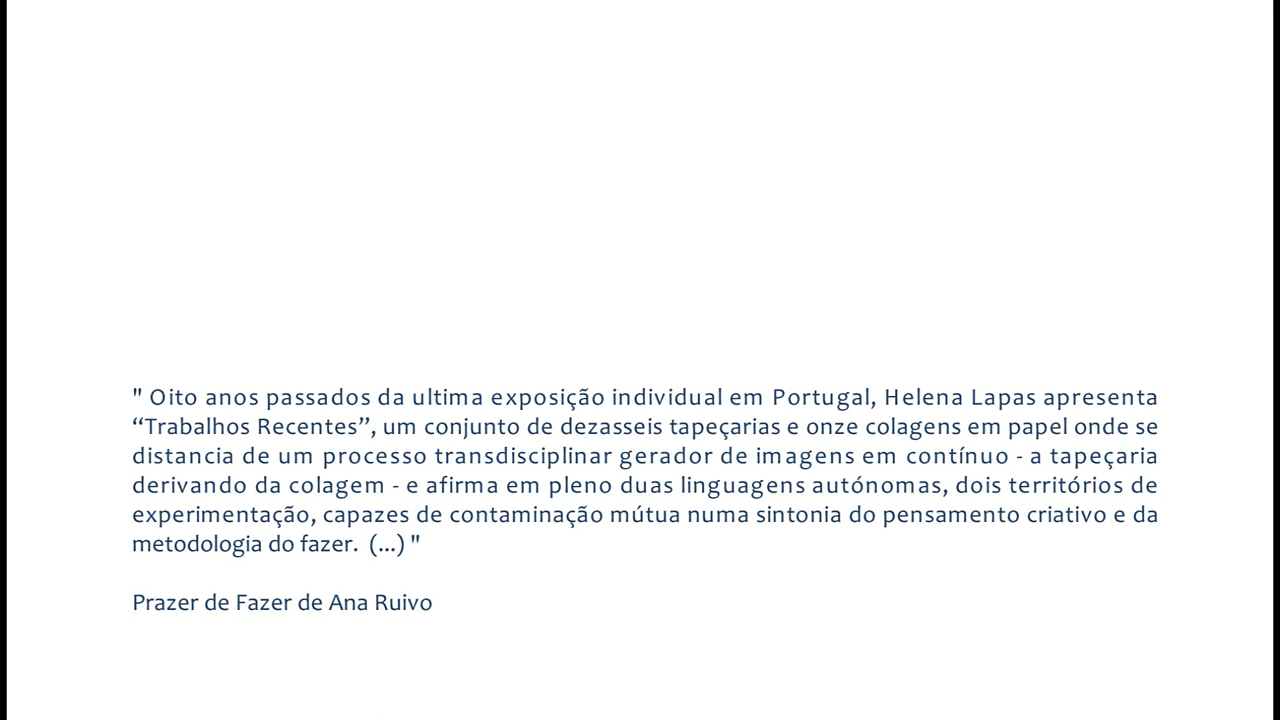 " Oito anos passados da ultima exposição individual em Portugal, Helena Lapas apresenta
“Trabalhos Recentes”, um conjunto de dezasseis tapeçarias e onze colagens em papel onde se
distancia de um processo transdisciplinar gerador de imagens em contínuo - a tapeçaria
derivando da colagem - e afirma em pleno duas linguagens autónomas, dois territórios de
experimentação, capazes de contaminação mútua numa sintonia do pensamento criativo e da
metodologia do fazer. (...) "
Prazer de Fazer de Ana Ruivo